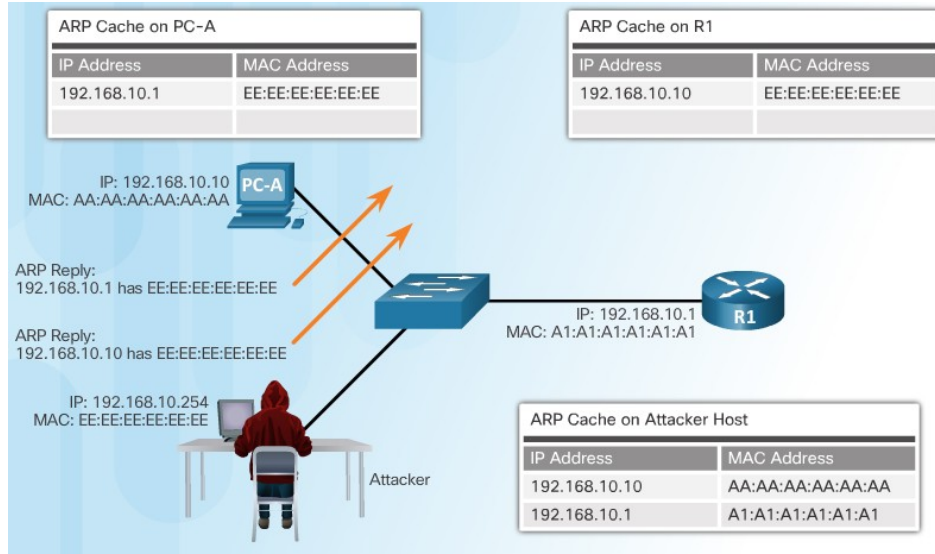 ARP Cache on PC-A
IP Address MAC Address
192.168.10.1 EE:EE:EE:EE:EE:EE
ARP Cache on R1
IP Address MAC Address
192.168.10.10 EE:EE:EE:EE:EE:EE
IP: 192.168.10.10
MAC: AA:AA:AA:AA:AA:AA
PC-A
ARP Reply:
192.168.10.1 has EE:EE:EE:EE:EE:EE
ARP Reply:
192.168.10.10 has EE:EE:EE:EE:EE:EE
IP: 192.168.10.1
MAC: A1:A1:A1:A1:A1:A1
R1
IP: 192.168.10.254
MAC: EE:EE:EE:EE:EE:EE
Attacker
ARP Cache on Attacker Host
IP Address MAC Address
192.168.10.10 AA:AA:AA:AA:AA:AA
192.168.10.1 A1:A1:A1:A1:A1:A1